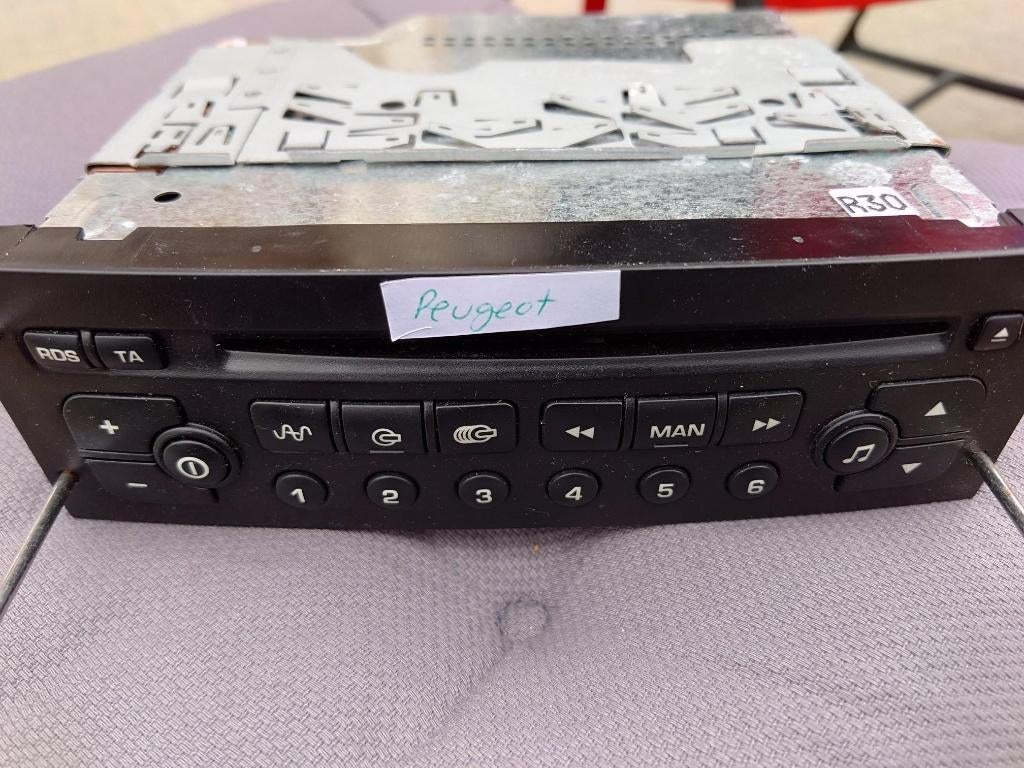 R30
Peugeot
RDS
TA
MAN
+
-
1 2 3 4 5 6